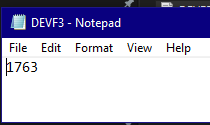 DEVF3 - Notepad
File Edit Format View Help
1763